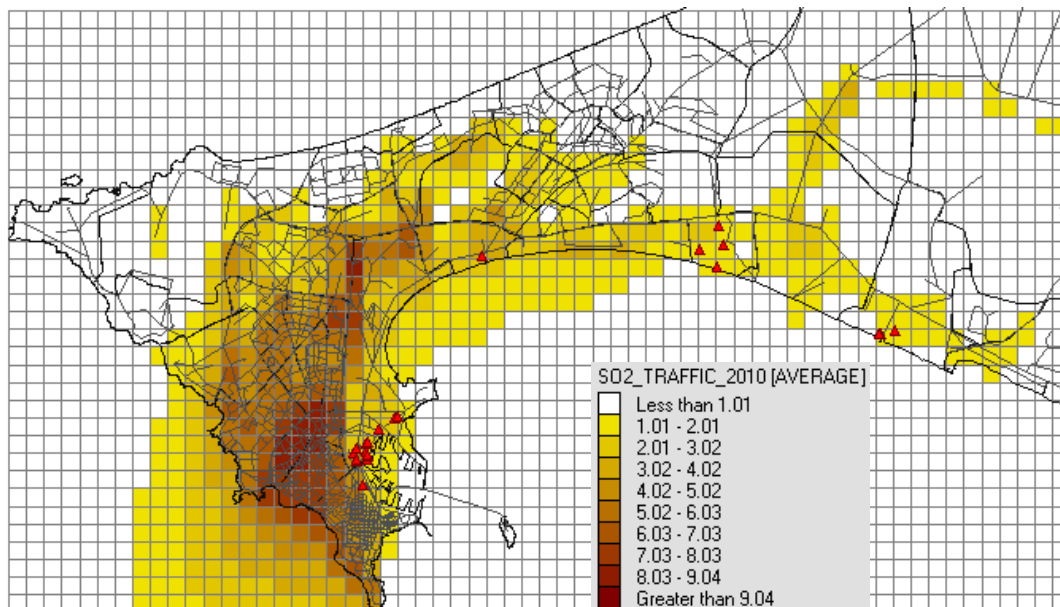 SO2_TRAFFIC_2010 [AVERAGE]
Less than 1.01
1.01 - 2.01
2.01 - 3.02
3.02 - 4.02
4.02 - 5.02
5.02 - 6.03
6.03 - 7.03
7.03 - 8.03
8.03 - 9.04
Greater than 9.04